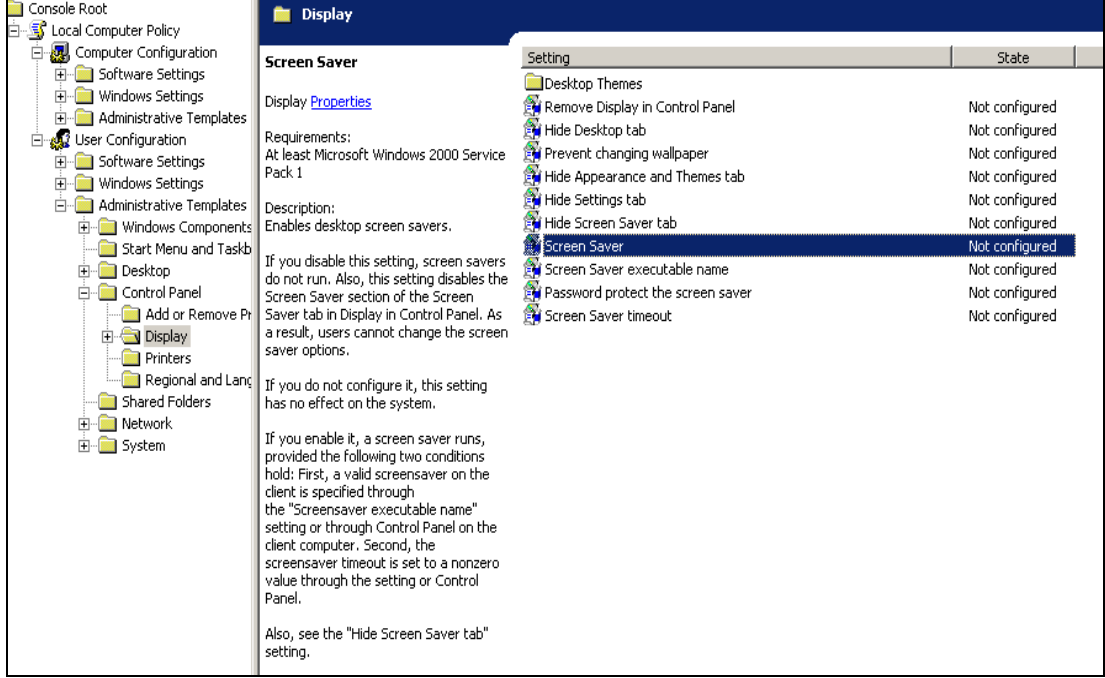 Console Root
Local Computer Policy
Computer Configuration
Software Settings
Windows Settings
Administrative Templates
User Configuration
Software Settings
Windows Settings
Administrative Templates
Windows Components
Start Menu and Taskb
Desktop
Control Panel
Add or Remove Pr
Display
Printers
Regional and Lang
Shared Folders
Network
System
Display
Screen Saver
Display Properties
Requirements:
At least Microsoft Windows 2000 Service
Pack 1
Description:
Enables desktop screen savers.
If you disable this setting, screen savers
do not run. Also, this setting disables the
Screen Saver section of the Screen
Saver tab in Display in Control Panel. As
a result, users cannot change the screen
saver options.
If you do not configure it, this setting
has no effect on the system.
If you enable it, a screen saver runs,
provided the following two conditions
hold: First, a valid screensaver on the
client is specified through
the "Screensaver executable name"
setting or through Control Panel on the
client computer. Second, the
screensaver timeout is set to a nonzero
value through the setting or Control
Panel.
Also, see the "Hide Screen Saver tab"
setting.
Setting State
Desktop Themes
Remove Display in Control Panel Not configured
Hide Desktop tab Not configured
Prevent changing wallpaper Not configured
Hide Appearance and Themes tab Not configured
Hide Settings tab Not configured
Hide Screen Saver tab Not configured
Screen Saver Not configured
Screen Saver executable name Not configured
Password protect the screen saver Not configured
Screen Saver timeout Not configured